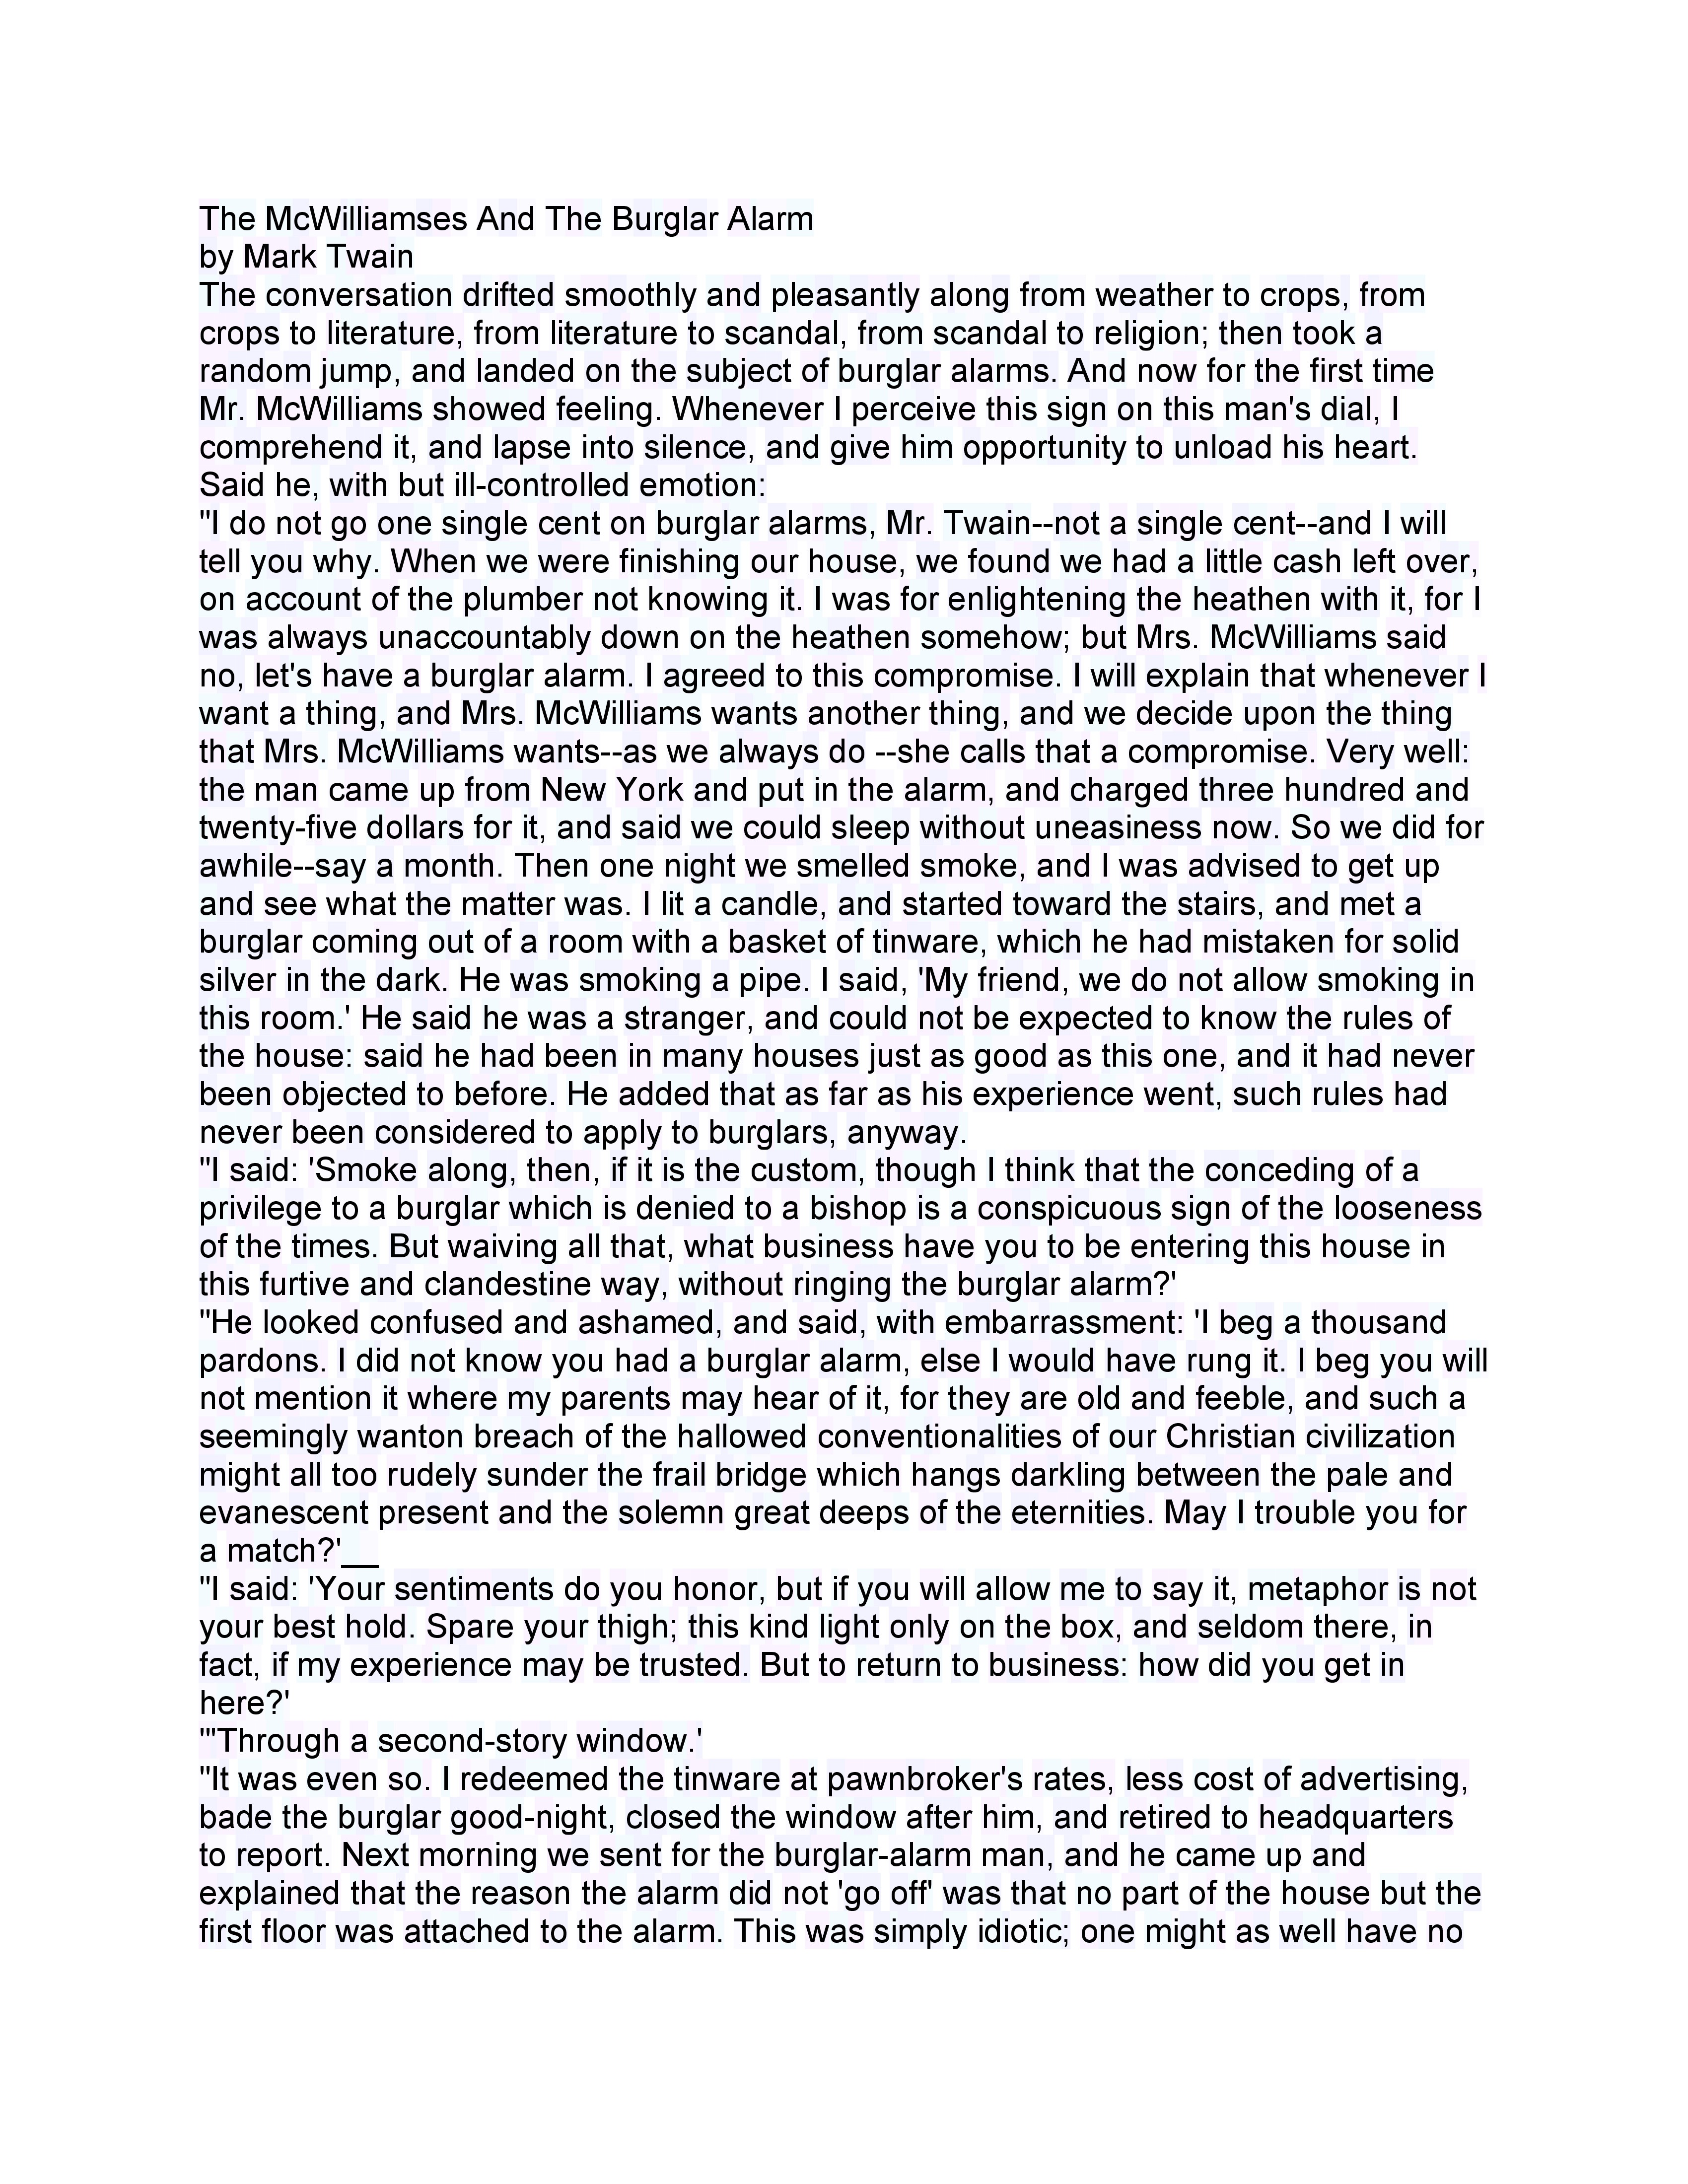 The McWilliamses And The Burglar Alarm
by Mark Twain
The conversation drifted smoothly and pleasantly along from weather to crops, from
crops to literature, from literature to scandal, from scandal to religion; then took a
random jump, and landed on the subject of burglar alarms. And now for the first time
Mr. McWilliams showed feeling. Whenever I perceive this sign on this man's dial, I
comprehend it, and lapse into silence, and give him opportunity to unload his heart.
Said he, with but ill-controlled emotion:
"I do not go one single cent on burglar alarms, Mr. Twain--not a single cent--and I will
tell you why. When we were finishing our house, we found we had a little cash left over,
on account of the plumber not knowing it. I was for enlightening the heathen with it, for I
was always unaccountably down on the heathen somehow; but Mrs. McWilliams said
no, let's have a burglar alarm. I agreed to this compromise. I will explain that whenever I
want a thing, and Mrs. McWilliams wants another thing, and we decide upon the thing
that Mrs. McWilliams wants--as we always do --she calls that a compromise. Very well:
the man came up from New York and put in the alarm, and charged three hundred and
twenty-five dollars for it, and said we could sleep without uneasiness now. So we did for
awhile--say a month. Then one night we smelled smoke, and I was advised to get up
and see what the matter was. I lit a candle, and started toward the stairs, and met a
burglar coming out of a room with a basket of tinware, which he had mistaken for solid
silver in the dark. He was smoking a pipe. I said, 'My friend, we do not allow smoking in
this room.' He said he was a stranger, and could not be expected to know the rules of
the house: said he had been in many houses just as good as this one, and it had never
been objected to before. He added that as far as his experience went, such rules had
never been considered to apply to burglars, anyway.
"I said: 'Smoke along, then, if it is the custom, though I think that the conceding of a
privilege to a burglar which is denied to a bishop is a conspicuous sign of the looseness
of the times. But waiving all that, what business have you to be entering this house in
this furtive and clandestine way, without ringing the burglar alarm?'
"He looked confused and ashamed, and said, with embarrassment: 'I beg a thousand
pardons. I did not know you had a burglar alarm, else I would have rung it. I beg you will
not mention it where my parents may hear of it, for they are old and feeble, and such a
seemingly wanton breach of the hallowed conventionalities of our Christian civilization
might all too rudely sunder the frail bridge which hangs darkling between the pale and
evanescent present and the solemn great deeps of the eternities. May I trouble you for
a match?'__
"I said: 'Your sentiments do you honor, but if you will allow me to say it, metaphor is not
your best hold. Spare your thigh; this kind light only on the box, and seldom there, in
fact, if my experience may be trusted. But to return to business: how did you get in
here?'
"'Through a second-story window.'
"It was even so. I redeemed the tinware at pawnbroker's rates, less cost of advertising,
bade the burglar good-night, closed the window after him, and retired to headquarters
to report. Next morning we sent for the burglar-alarm man, and he came up and
explained that the reason the alarm did not 'go off' was that no part of the house but the
first floor was attached to the alarm. This was simply idiotic; one might as well have no